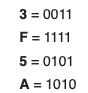 3 = 0011
F = 1111
5 = 0101
A = 1010